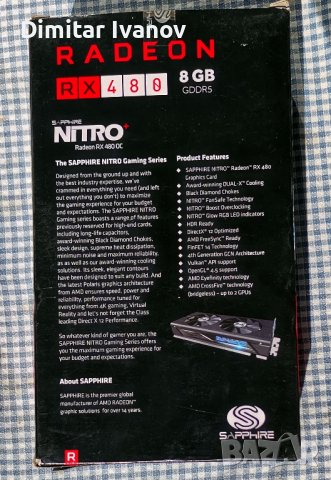 Dimitar Ivanov
RADEON
RX 480
8 GB
GDDR5
SAPPHIRE
NITRO+
Radeon RX 480 OC
The SAPPHIRE NITRO Gaming Series
Designed from the ground up and with
the best industry expertise, we've
crammed in everything you need (and left
out everything you don't) to maximize
the gaming experience for your budget
and expectations. The SAPPHIRE NITRO
Gaming series boasts a range of features
previously reserved for high-end cards,
including long-life capacitors,
award-winning Black Diamond Chokes,
sleek design, supreme heat dissipation,
minimum noise and maximum reliability
as well as our award-winning cooling
solutions. Its sleek, elegant contours
have been designed to suit any build. And
the latest Polaris graphics architecture
from AMD ensures speed, power and
reliability, performance tuned for
everything from 4K gaming, Virtual
Reality and let's not forget the Class
leading Direct X 12 Performance.
So whatever kind of gamer you are, the
SAPPHIRE NITRO Gaming Series offers
you the maximum gaming experience for
your budget and expectations.
About SAPPHIRE
SAPPHIRE is the premier global
manufacturer of AMD RADEON™
graphic solutions for over 14 years.
Product Features
SAPPHIRE NITRO+ Radeon™ RX 480
Graphics Card
Award-winning DUAL-X® Cooling
Black Diamond Chokes
NITRO+ FanSafe Technology
NITRO+ Boost Overclocking
NITRO+ Glow RGB LED indicators
HDR Ready
DirectX® 12 Optimized
AMD FreeSync™ Ready
FinFET 14 Technology
4th Generation GCN Architecture
Vulkan™ API support
OpenGL® 4.5 support
AMD Eyefinity technology
AMD CrossFire™ technology
(bridgeless) - up to 2 GPUs
S
SAPPHIRE
R
BAZAR